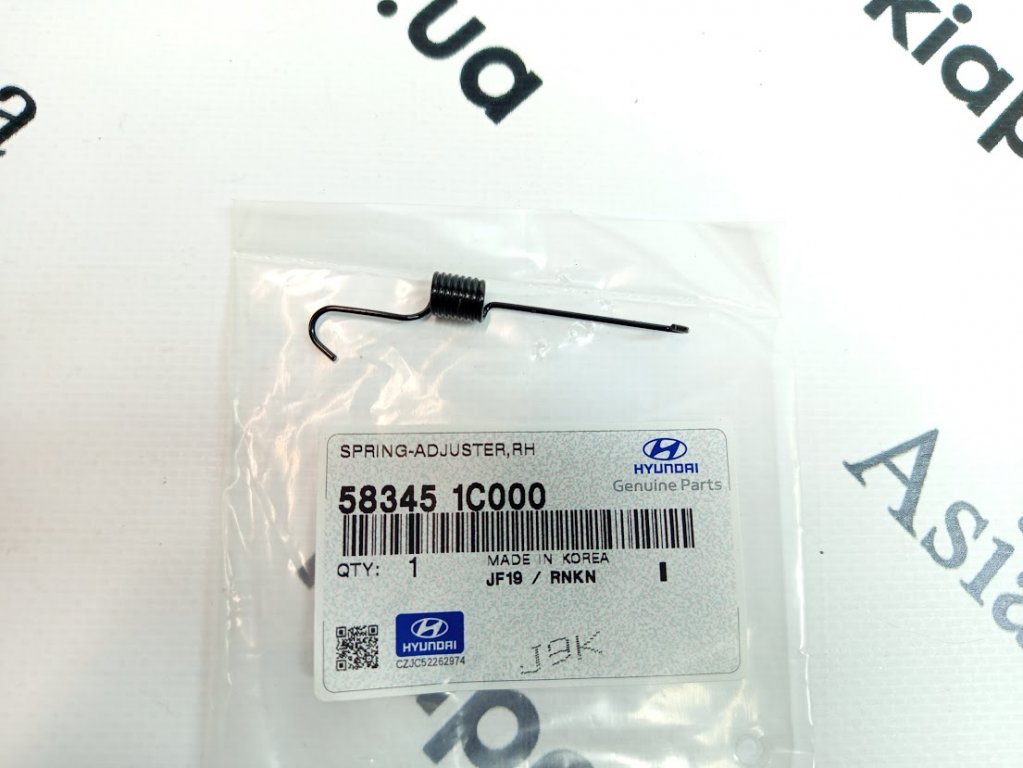 .ua
kiap
a
SPRING-ADJUSTER,RH
HYUNDAI
Genuine Parts
58345 1C000
QTY: 1
MADE IN KOREA
JF19 / RNKN
I
HYUNDAI
CZJC52262974
J9K
Asia